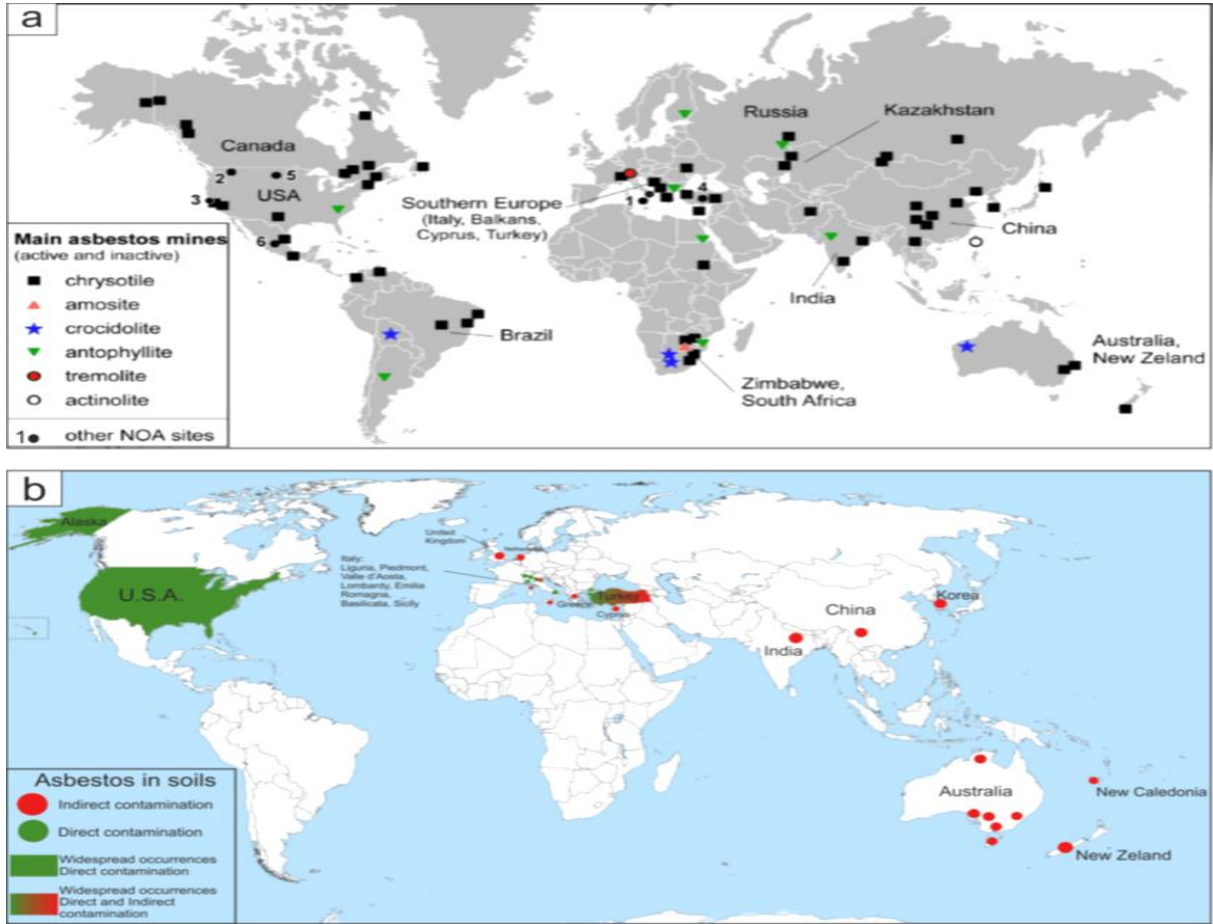 a
Canada
USA
2
5
3
6
Russia
Kazakhstan
Southern Europe
(Italy, Balkans,
Cyprus, Turkey)
1
4
China
India
Brazil
Zimbabwe,
South Africa
Australia,
New Zeland
Main asbestos mines
(active and inactive)
chrysotile
amosite
crocidolite
antophyllite
tremolite
actinolite
1 other NOA sites
b
Alaska
U.S.A.
United
Kingdom
Netherlands
Italy:
Liguria, Piedmont,
Valle d'Aosta,
Lombardy, Emilia
Romagna,
Basilicata, Sicily
Greece
Turkey
Cyprus
China
Korea
India
Australia
New Caledonia
New Zeland
Asbestos in soils
Indirect contamination
Direct contamination
Widespread occurrences
Direct contamination
Widespread occurrences
Direct and Indirect
contamination